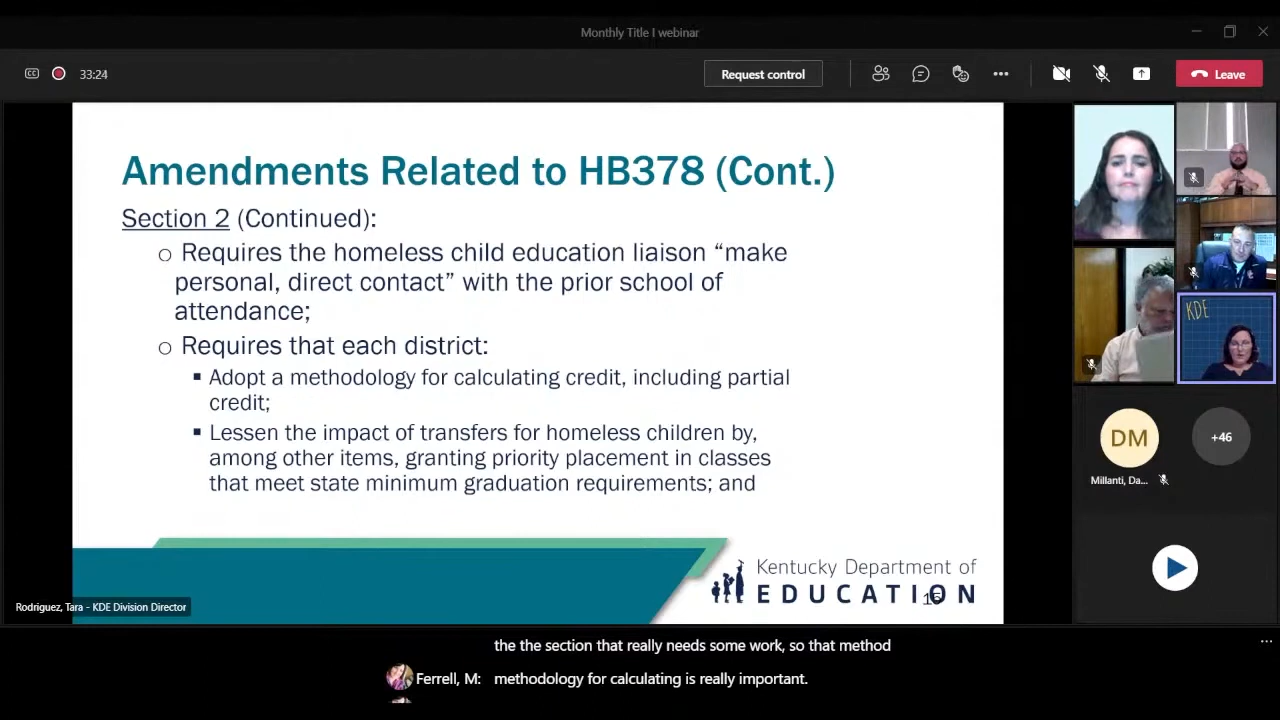 Monthly Title I webinar
33:24
Request control
Leave
Amendments Related to HB378 (Cont.)
Section 2 (Continued):
○ Requires the homeless child education liaison “make
personal, direct contact” with the prior school of
attendance;
○ Requires that each district:
▪ Adopt a methodology for calculating credit, including partial
credit;
▪ Lessen the impact of transfers for homeless children by,
among other items, granting priority placement in classes
that meet state minimum graduation requirements; and
Kentucky Department of
EDUCATION
KDE
DM
+46
Millanti, Da...
Rodriguez, Tara - KDE Division Director
the the section that really needs some work, so that method
Ferrell, M: methodology for calculating is really important.